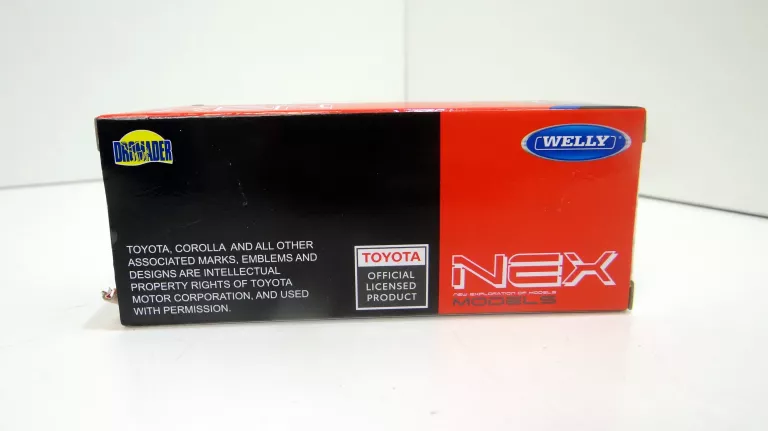 DROMADER
WELLY
TOYOTA, COROLLA AND ALL OTHER
ASSOCIATED MARKS, EMBLEMS AND
DESIGNS ARE INTELLECTUAL
PROPERTY RIGHTS OF TOYOTA
MOTOR CORPORATION, AND USED
WITH PERMISSION.
TOYOTA
OFFICIAL
LICENSED
PRODUCT
NEX
NEW EXPLORATION OF MODELS
MODELS